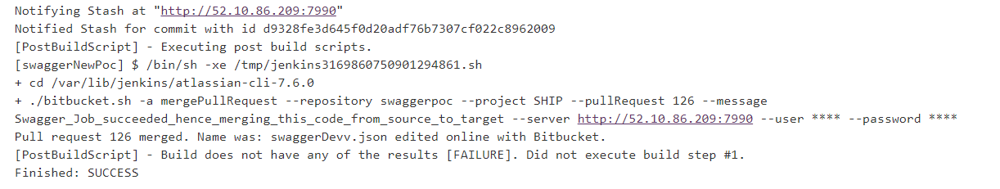 Notifying Stash at "http://52.10.86.209:7990"
Notified Stash for commit with id d9328fe3d645f0d20adf76b7307cf022c8962009
[PostBuildScript] - Executing post build scripts.
[swaggerNewPoc] $ /bin/sh -xe /tmp/jenkins3169860750901294861.sh
+ cd /var/lib/jenkins/atlassian-cli-7.6.0
+ ./bitbucket.sh -a mergePullRequest --repository swaggerpoc --project SHIP --pullRequest 126 --message
Swagger_Job_succeeded_hence_merging_this_code_from_source_to_target --server http://52.10.86.209:7990 --user **** --password ****
Pull request 126 merged. Name was: swaggerDevv.json edited online with Bitbucket.
[PostBuildScript] - Build does not have any of the results [FAILURE]. Did not execute build step #1.
Finished: SUCCESS